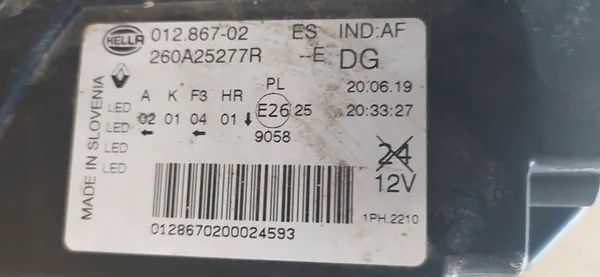 HELLA 012.867-02 ES IND:AF
260A25277R --E DG
PL 20.06.19
A K F3 HR
LED 02 01 04 01 E26 25 20:33:27
LED 9058
LED 24
LED 12V
MADE IN SLOVENIA
1PH.2210
0128670200024593